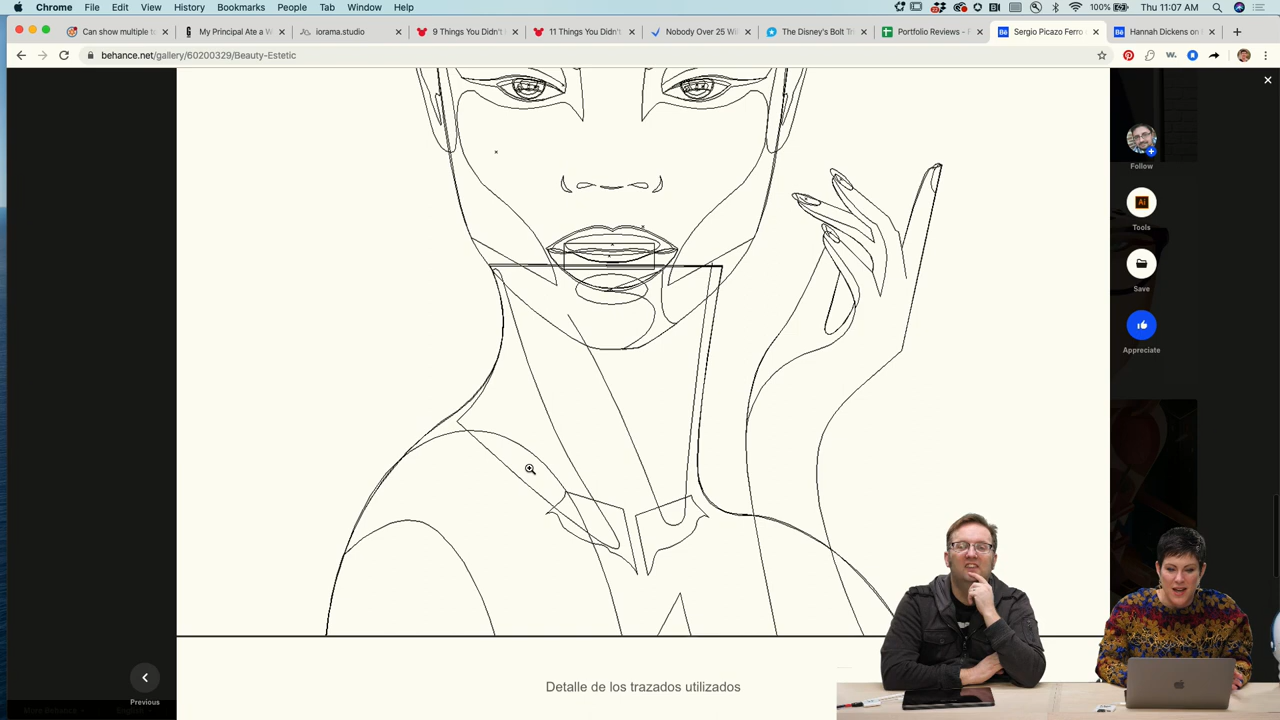 Chrome File Edit View History Bookmarks People Tab Window Help 100% Thu 11:07 AM
Can show multiple t
My Principal Ate a W
iorama.studio
9 Things You Didn't
11 Things You Didn'
Nobody Over 25 Wi
The Disney's Bolt Tr
Portfolio Reviews - F
Sergio Picazo Ferro
Hannah Dickens on
behance.net/gallery/60200329/Beauty-Estetic
Follow
Ai
Tools
Save
Appreciate
Previous
Detalle de los trazados utilizados